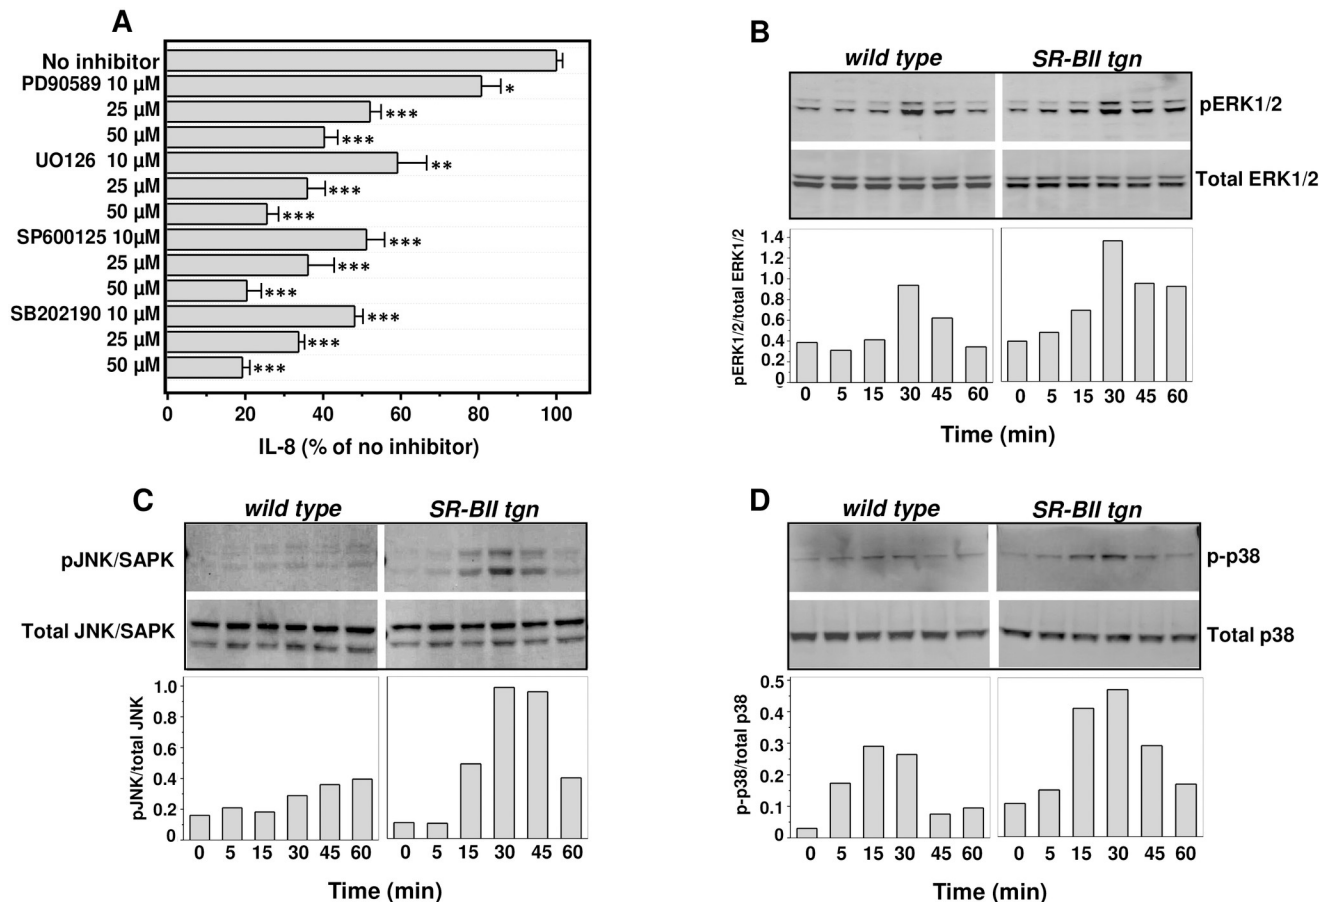 A
No inhibitor
PD90589 10 µM
*
25 µM
***
50 µM
***
UO126 10 µM
**
25 µM
***
50 µM
***
SP600125 10µM
***
25 µM
***
50 µM
***
SB202190 10 µM
***
25 µM
***
50 µM
***
0 20 40 60 80 100
IL-8 (% of no inhibitor)
B
wild type SR-BII tgn
pERK1/2
Total ERK1/2
pERK1/2/total ERK1/2
1.4
1.2
1.0
0.8
0.6
0.4
0.2
0
0 5 15 30 45 60 0 5 15 30 45 60
Time (min)
C
wild type SR-BII tgn
pJNK/SAPK
Total JNK/SAPK
pJNK/total JNK
1.0
0.8
0.6
0.4
0.2
0
0 5 15 30 45 60 0 5 15 30 45 60
Time (min)
D
wild type SR-BII tgn
p-p38
Total p38
p-p38/total p38
0.5
0.4
0.3
0.2
0.1
0
0 5 15 30 45 60 0 5 15 30 45 60
Time (min)